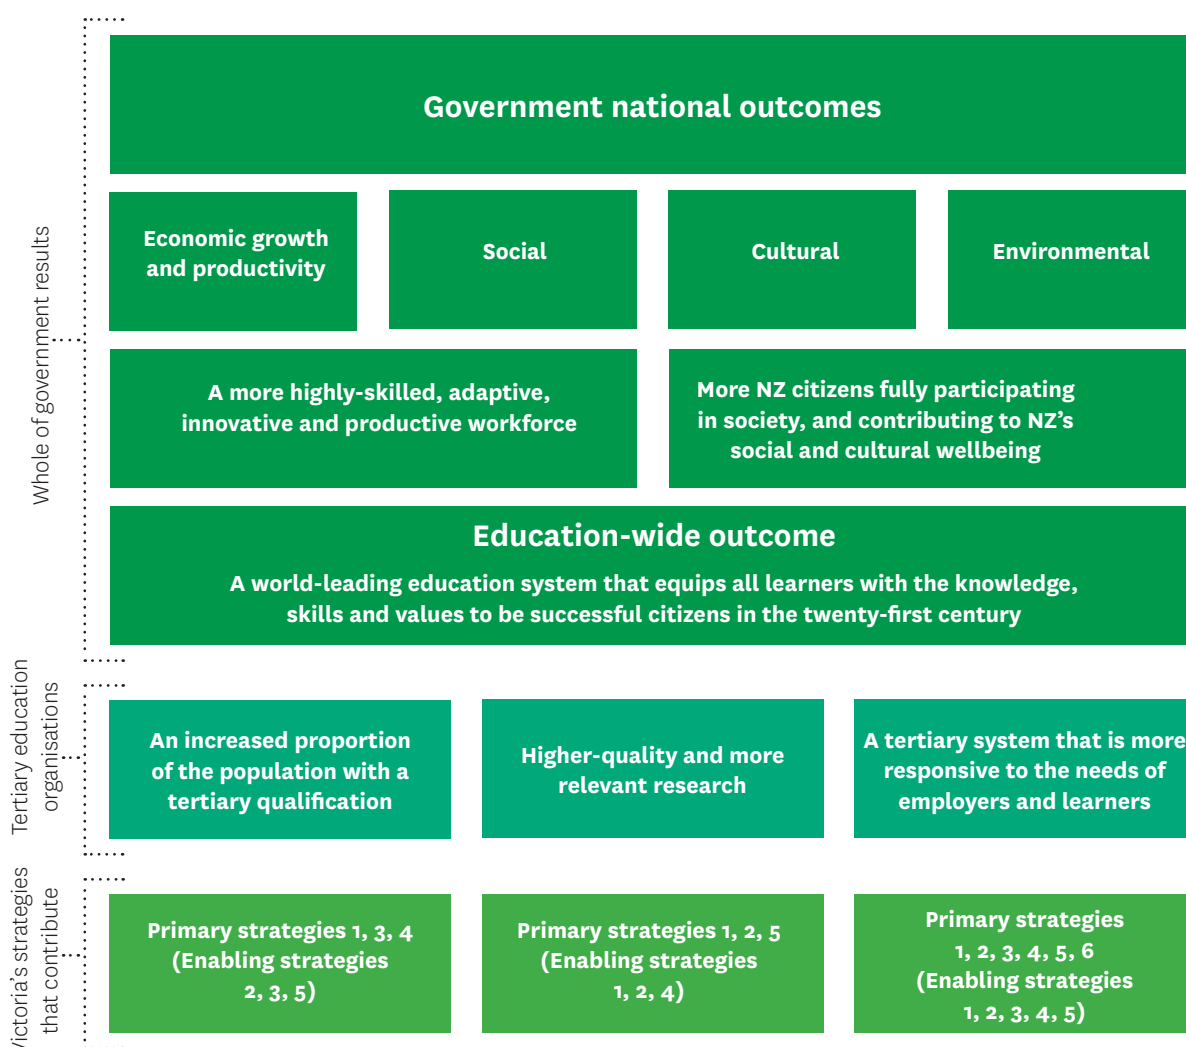 Whole of government results
Government national outcomes
Economic growth
and productivity
Social
Cultural
Environmental
A more highly-skilled, adaptive,
innovative and productive workforce
More NZ citizens fully participating
in society, and contributing to NZ’s
social and cultural wellbeing
Education-wide outcome
A world-leading education system that equips all learners with the knowledge,
skills and values to be successful citizens in the twenty-first century
Tertiary education
organisations
An increased proportion
of the population with a
tertiary qualification
Higher-quality and more
relevant research
A tertiary system that is more
responsive to the needs of
employers and learners
Victoria’s strategies
that contribute
Primary strategies 1, 3, 4
(Enabling strategies
2, 3, 5)
Primary strategies 1, 2, 5
(Enabling strategies
1, 2, 4)
Primary strategies
1, 2, 3, 4, 5, 6
(Enabling strategies
1, 2, 3, 4, 5)